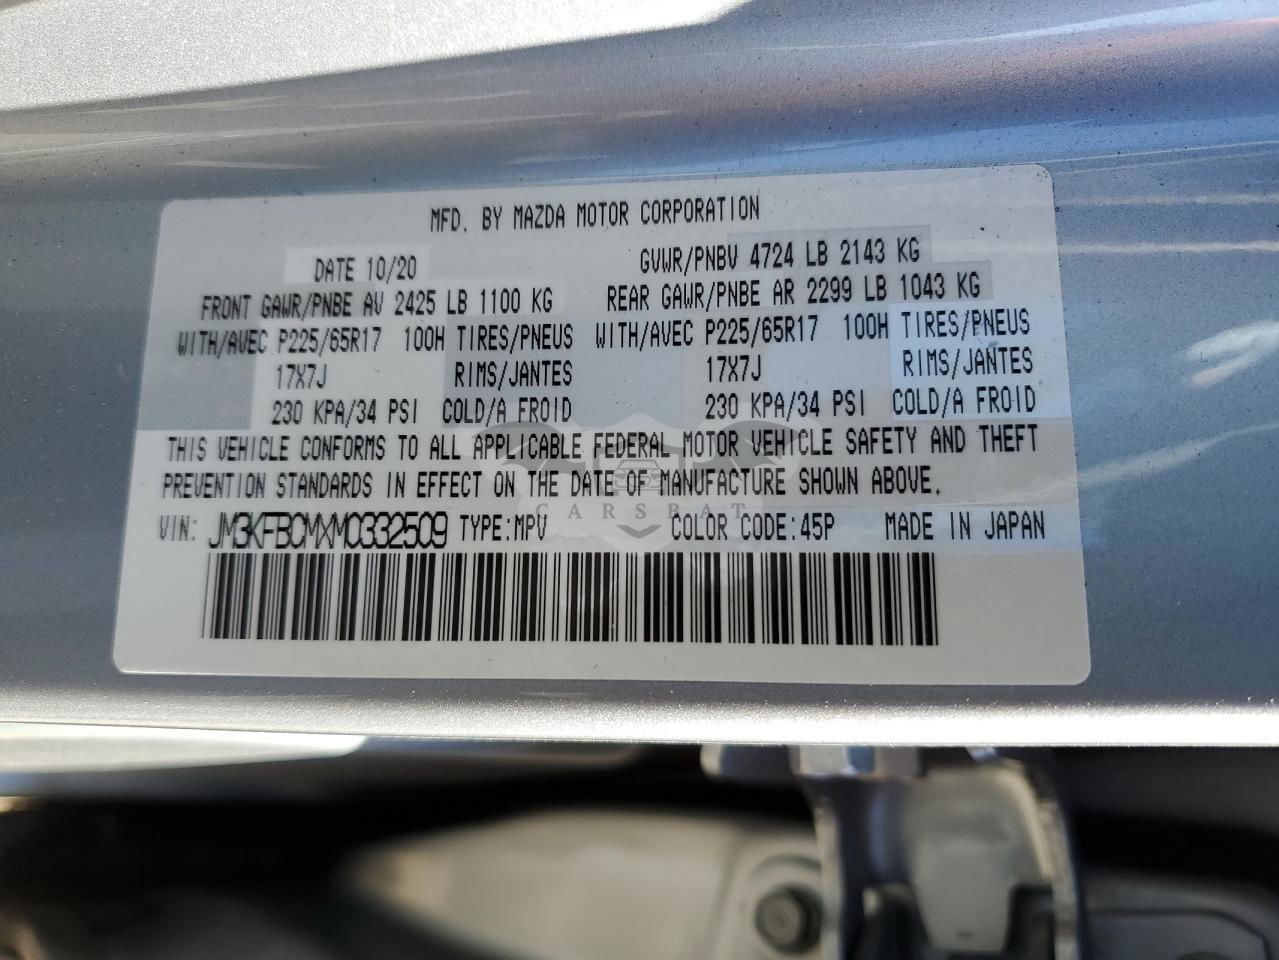 MFD. BY MAZDA MOTOR CORPORATION
DATE 10/20 GVWR/PNBV 4724 LB 2143 KG
FRONT GAWR/PNBE AV 2425 LB 1100 KG REAR GAWR/PNBE AR 2299 LB 1043 KG
WITH/AVEC P225/65R17 100H TIRES/PNEUS WITH/AVEC P225/65R17 100H TIRES/PNEUS
17X7J RIMS/JANTES 17X7J RIMS/JANTES
230 KPA/34 PSI COLD/A FROID 230 KPA/34 PSI COLD/A FROID
THIS VEHICLE CONFORMS TO ALL APPLICABLE FEDERAL MOTOR VEHICLE SAFETY AND THEFT
PREVENTION STANDARDS IN EFFECT ON THE DATE OF MANUFACTURE SHOWN ABOVE.
CARSBAT
VIN: JM3KFBCMXM0332509 TYPE:MPV COLOR CODE:45P MADE IN JAPAN